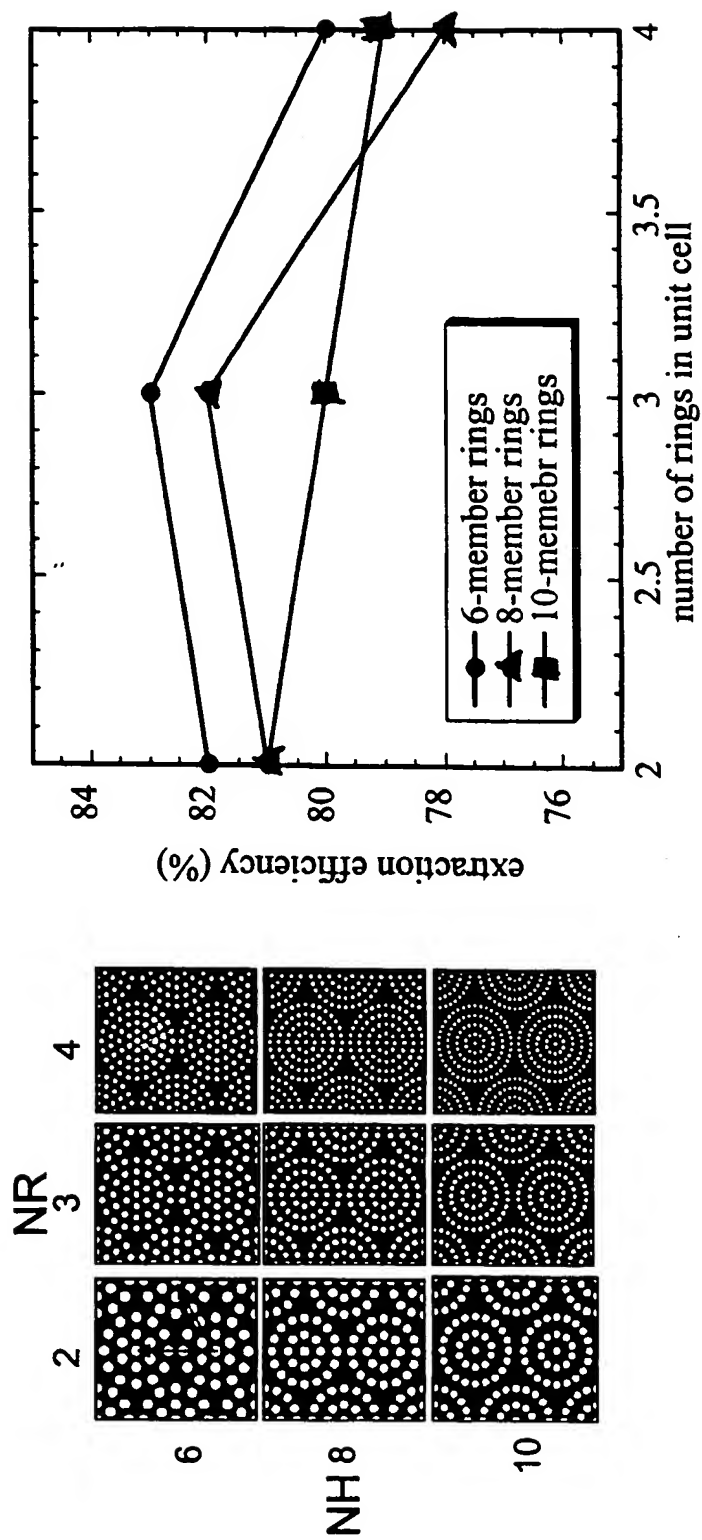 NR
2 3 4
6
NH 8
10
extraction efficiency (%)
84
82
80
78
76
2 2.5 3 3.5 4
number of rings in unit cell
6-member rings
8-member rings
10-memebr rings